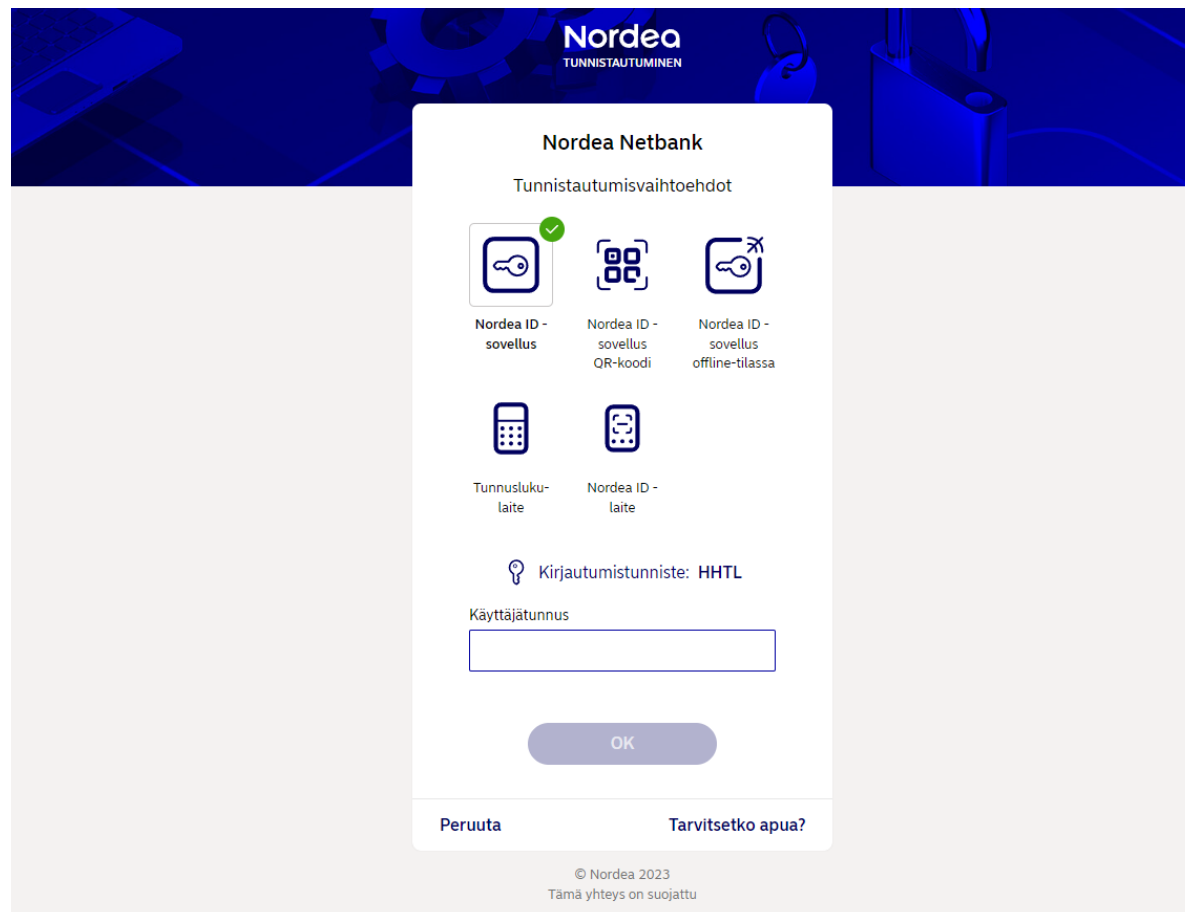 Nordea
TUNNISTAUTUMINEN
Nordea Netbank
Tunnistautumisvaihtoehdot
Nordea ID -
sovellus
Nordea ID -
sovellus
QR-koodi
Nordea ID -
sovellus
offline-tilassa
Tunnusluku-
laite
Nordea ID -
laite
Kirjautumistunniste: HHTL
Käyttäjätunnus
OK
Peruuta
Tarvitsetko apua?
© Nordea 2023
Tämä yhteys on suojattu